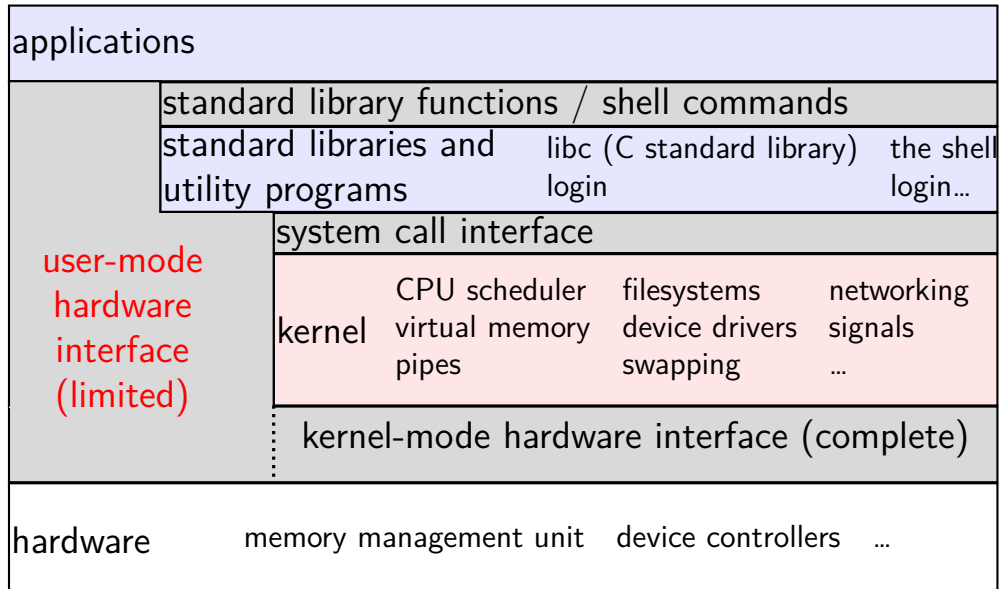 applications
standard library functions / shell commands
standard libraries and
utility programs
libc (C standard library)
login
the shell
login…
system call interface
user-mode
hardware
interface
(limited)
kernel
CPU scheduler
virtual memory
pipes
filesystems
device drivers
swapping
networking
signals
…
kernel-mode hardware interface (complete)
hardware
memory management unit
device controllers
…